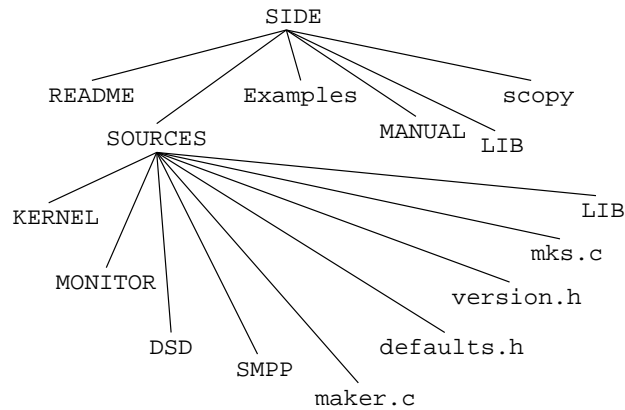 SIDE
README
Examples
scopy
MANUAL
SOURCES
LIB
KERNEL
LIB
mks.c
MONITOR
version.h
DSD
defaults.h
SMPP
maker.c